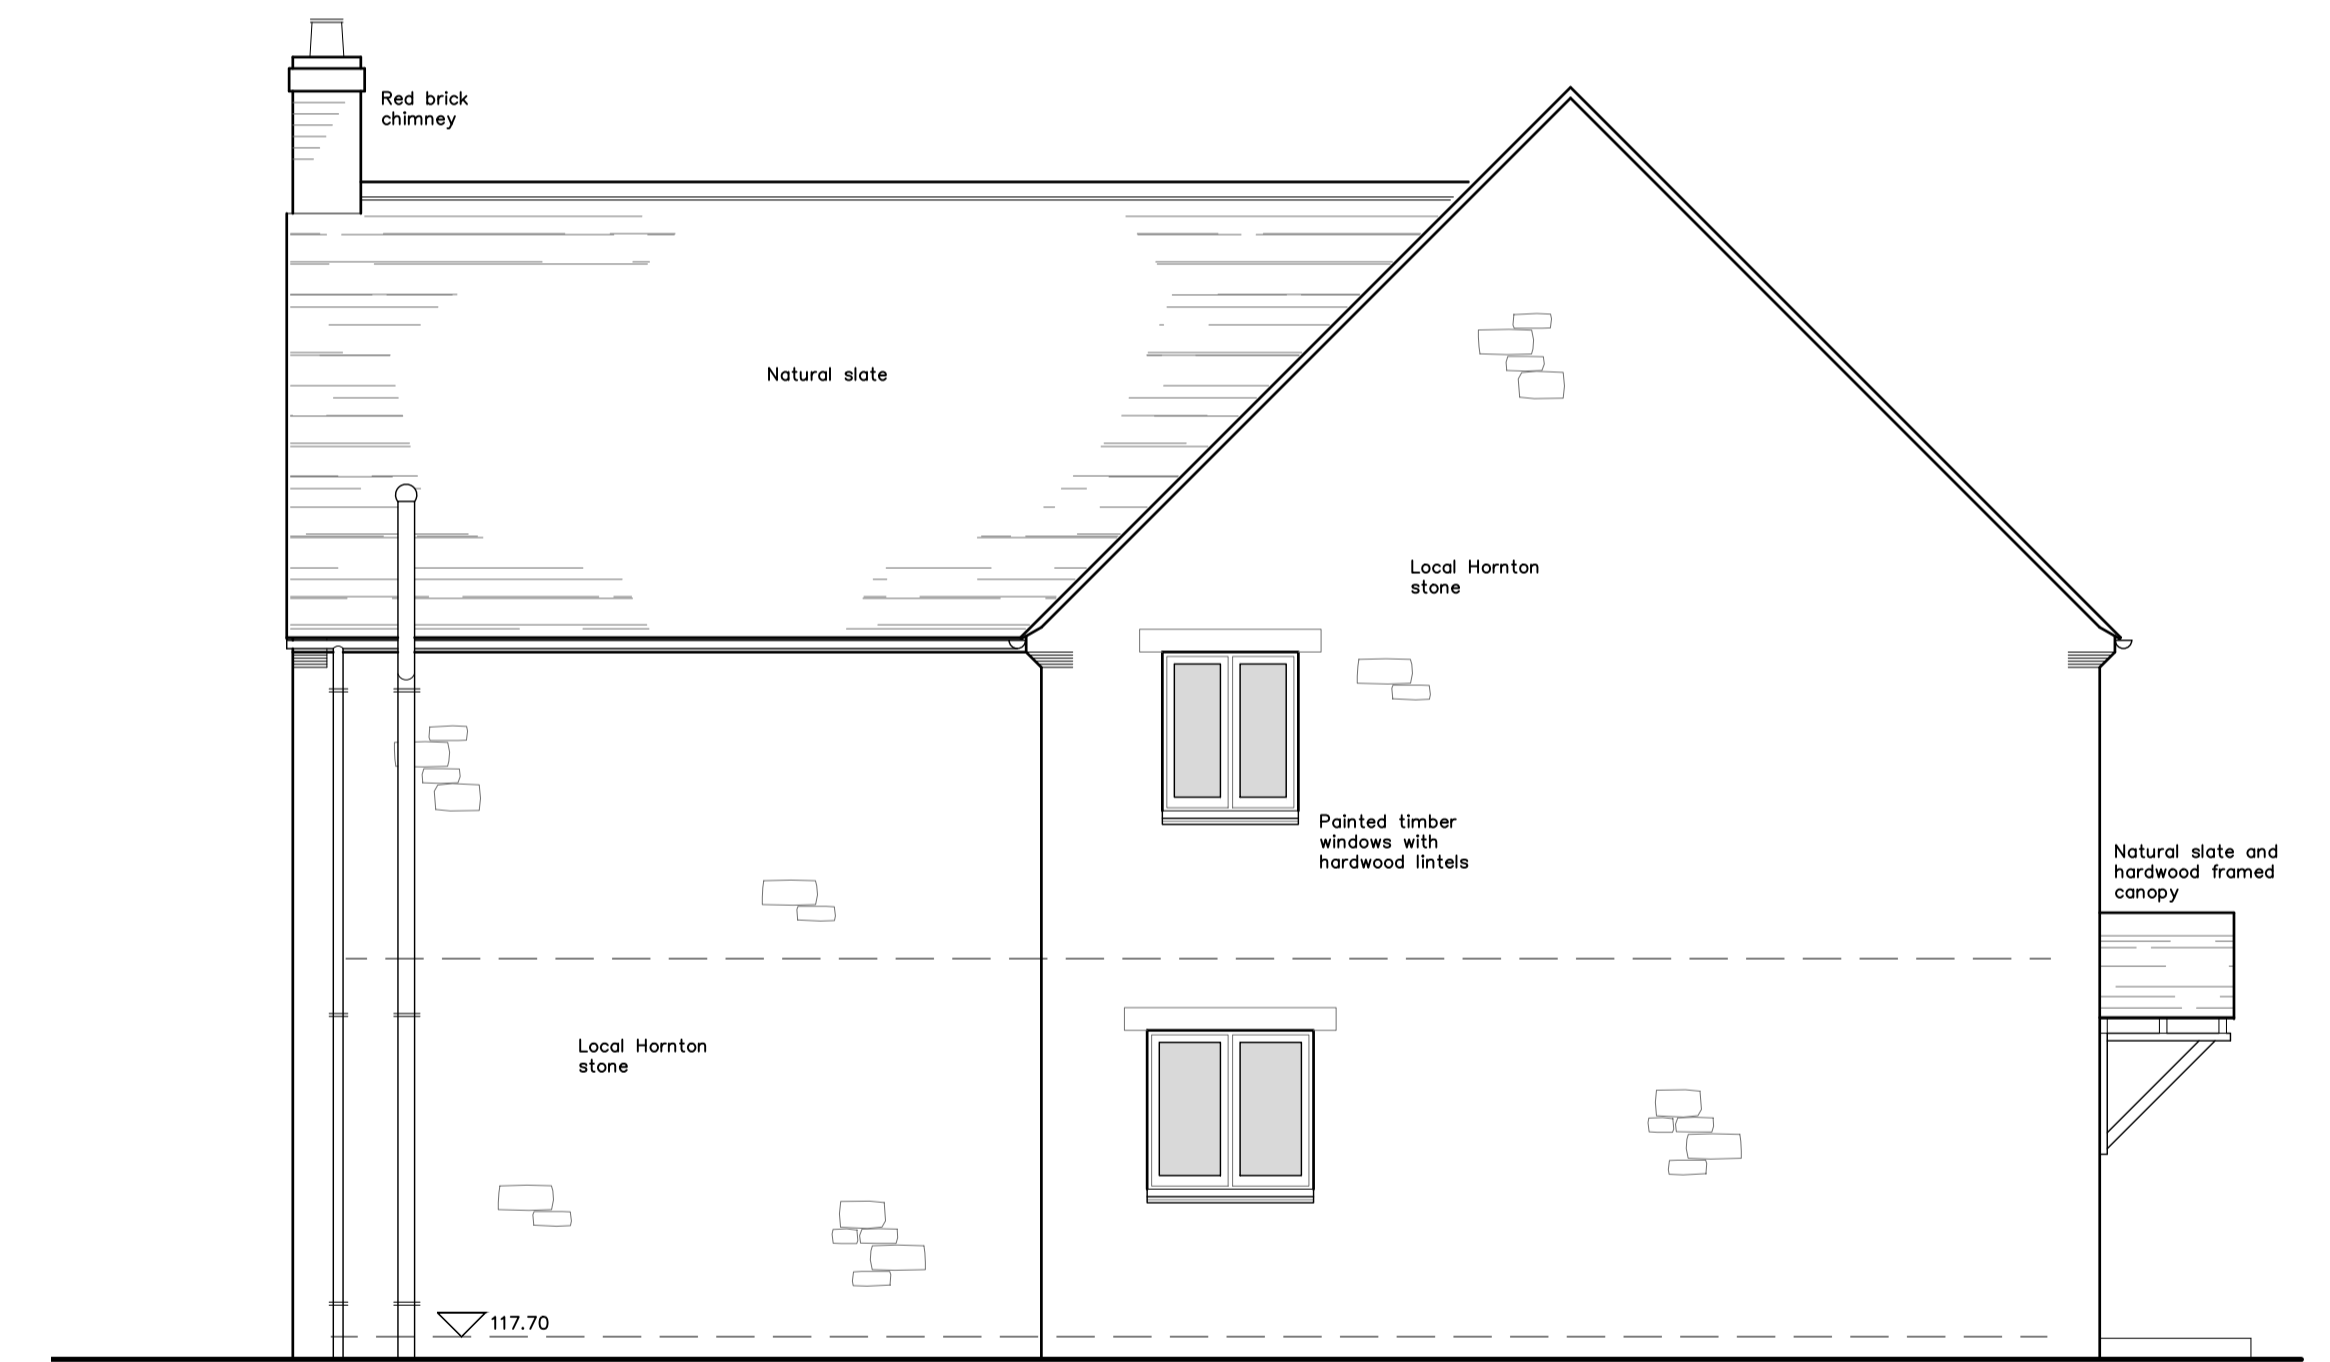 Red brick
chimney
Natural slate
Local Hornton
stone
Painted timber
windows with
hardwood lintels
Natural slate and
hardwood framed
canopy
Local Hornton
stone
117.70